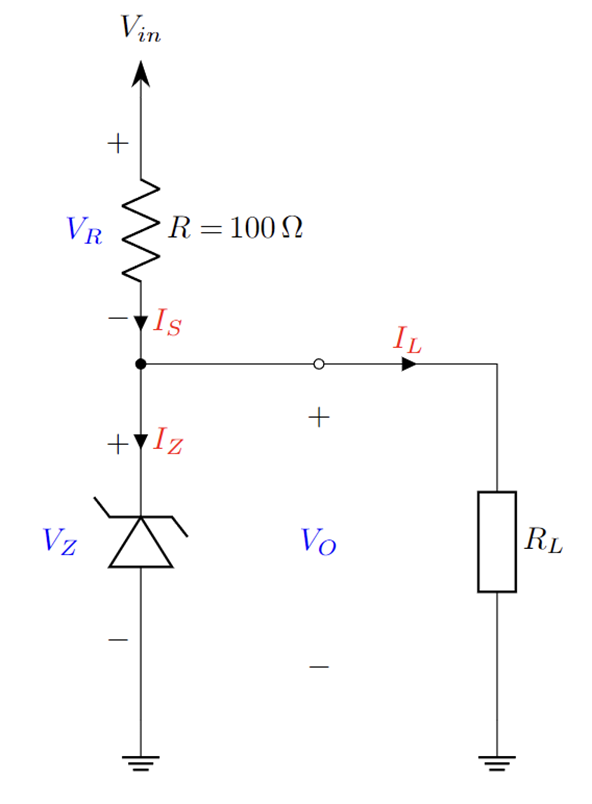 V_in
+
V_R R = 100 Ω
− I_S
I_L
+
+ I_Z
V_Z V_O R_L
−
−